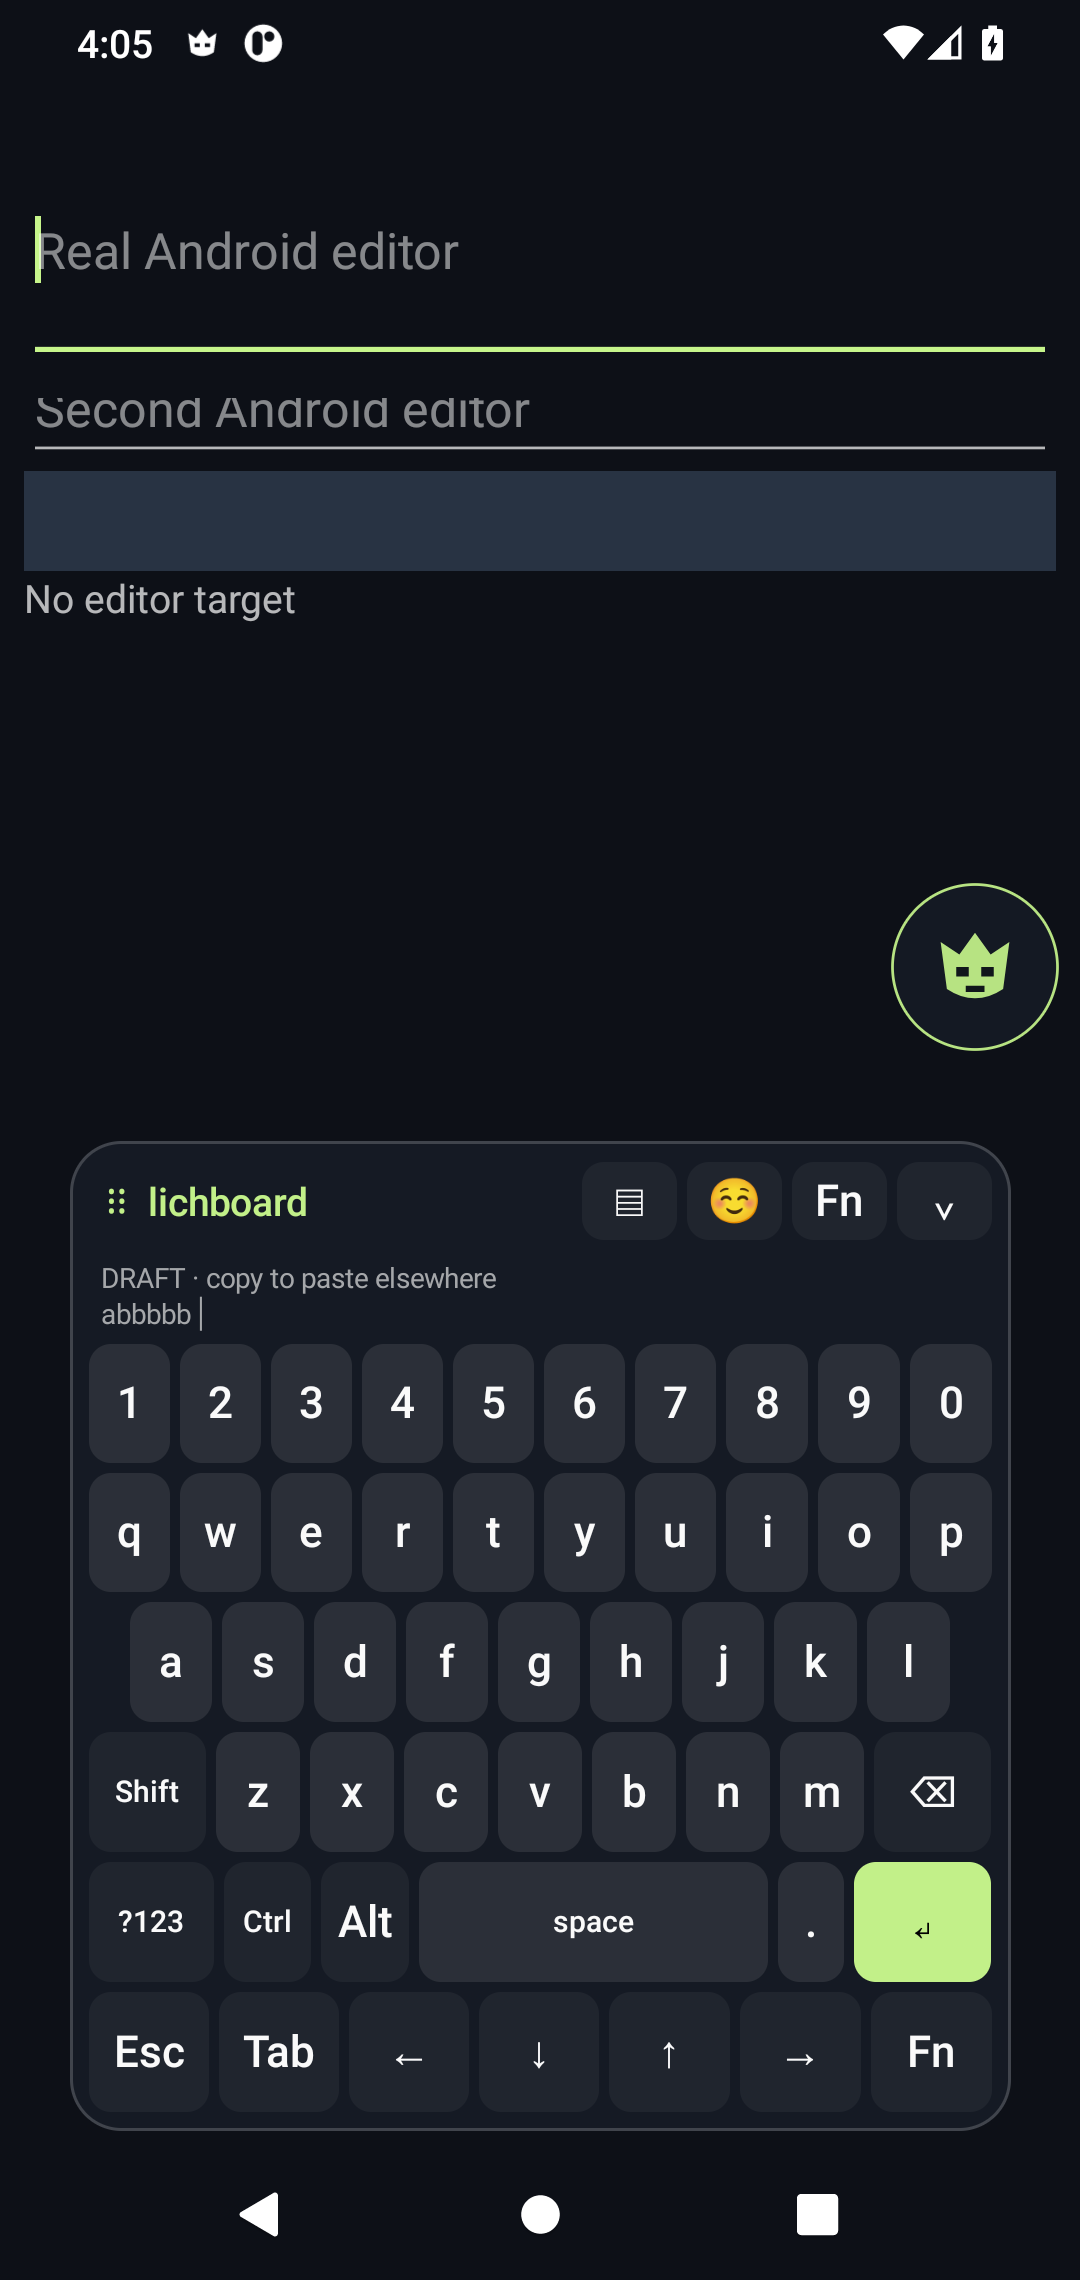 4:05
Real Android editor
Second Android editor
No editor target
lichboard
Fn
DRAFT · copy to paste elsewhere
abbbbb
1 2 3 4 5 6 7 8 9 0
q w e r t y u i o p
a s d f g h j k l
Shift z x c v b n m
?123 Ctrl Alt space . ↵
Esc Tab ← ↓ ↑ → Fn